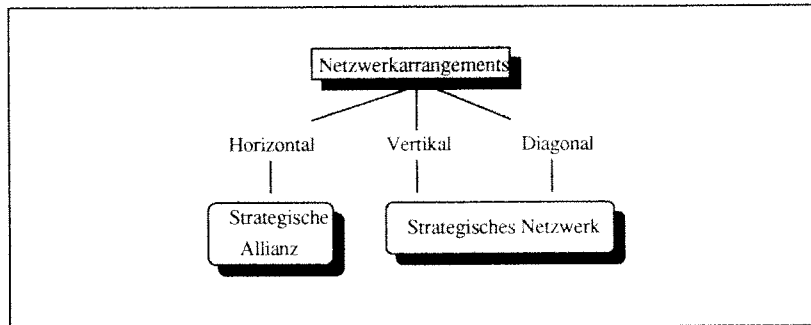 Netzwerkarrangements
Horizontal Vertikal Diagonal
Strategische
Allianz
Strategisches Netzwerk